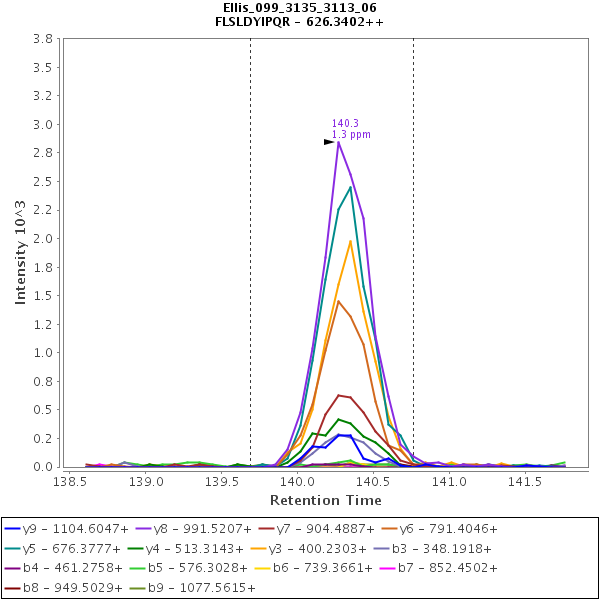 Ellis_099_3135_3113_06
FLSLDYIPQR - 626.3402++
3.8
3.5
3.2
3.0
2.8
2.5
2.2
2.0
1.8
1.5
1.2
1.0
0.8
0.5
0.2
0.0
Intensity 10^3
140.3
1.3 ppm
138.5 139.0 139.5 140.0 140.5 141.0 141.5
Retention Time
y9 - 1104.6047+ y8 - 991.5207+ y7 - 904.4887+ y6 - 791.4046+
y5 - 676.3777+ y4 - 513.3143+ y3 - 400.2303+ b3 - 348.1918+
b4 - 461.2758+ b5 - 576.3028+ b6 - 739.3661+ b7 - 852.4502+
b8 - 949.5029+ b9 - 1077.5615+